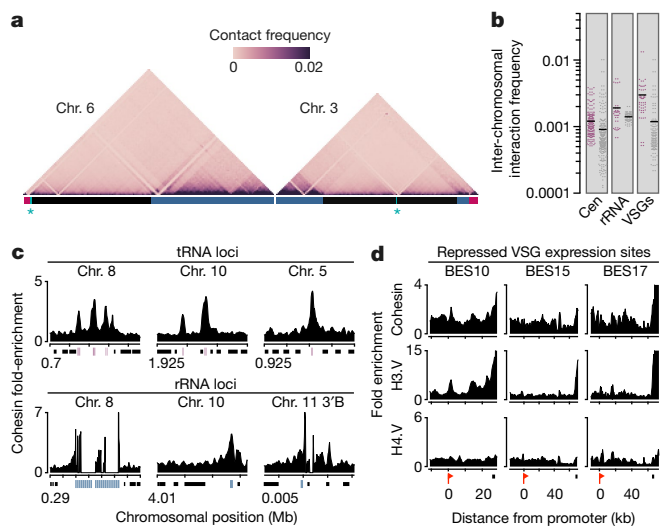 a
Contact frequency
0 0.02
Chr. 6
Chr. 3
*
*
b
Inter-chromosomal
interaction frequency
0.01
0.001
0.0001
Cen
rRNA
VSGs
c
tRNA loci
Chr. 8 Chr. 10 Chr. 5
Cohesin fold-enrichment
5
0
0.7 1.925 0.925
rRNA loci
Chr. 8 Chr. 10 Chr. 11 3′B
7
0
0.29 4.01 0.005
Chromosomal position (Mb)
d
Repressed VSG expression sites
BES10 BES15 BES17
Fold enrichment
Cohesin
4
0
H3.V
15
0
H4.V
4
0
0 20 0 40 0 40
Distance from promoter (kb)